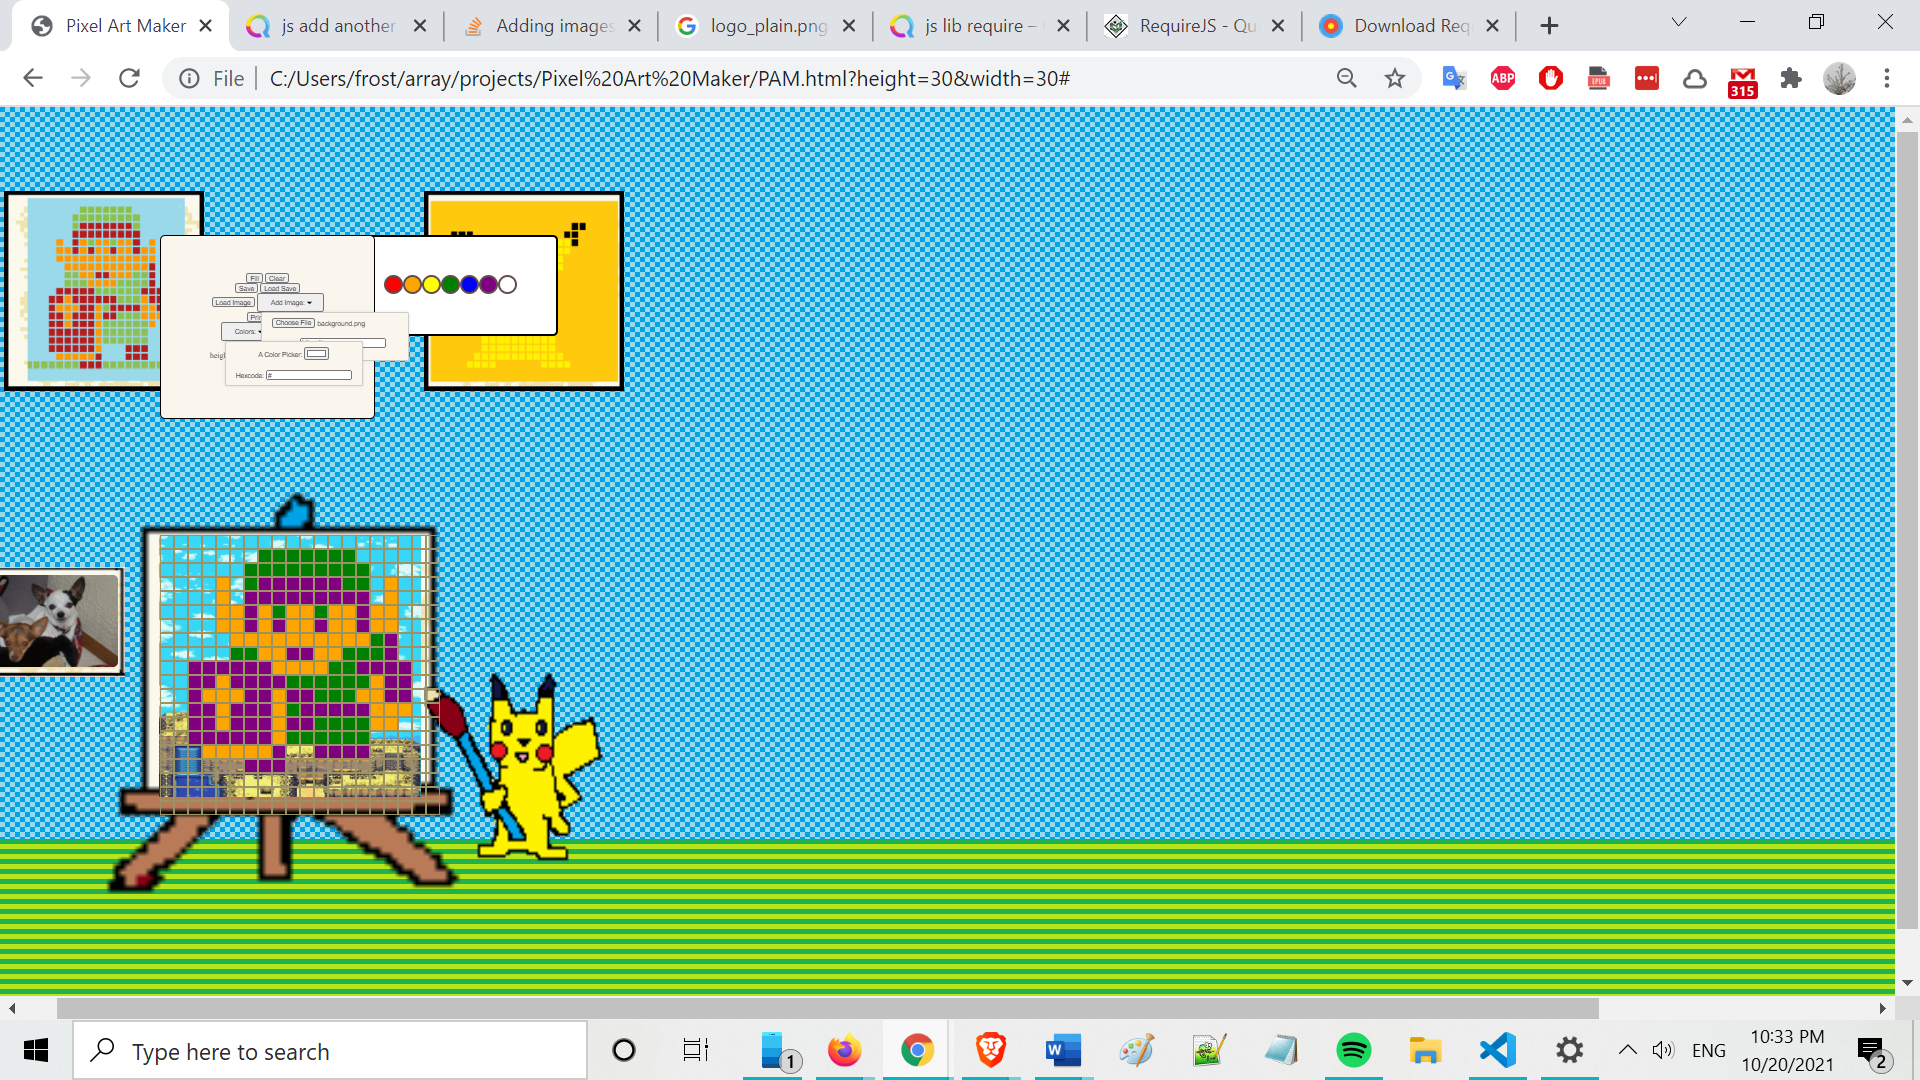 Pixel Art Maker
js add another
Adding images
logo_plain.png
js lib require –
RequireJS - Qu
Download Req
File
C:/Users/frost/array/projects/Pixel%20Art%20Maker/PAM.html?height=30&width=30#
ABP
EPUB
315
Fill Clear
Save Load Save
Load Image Add Image:
Prin
Choose File background.png
Colors:
heigh
A Color Picker:
Hexcode: #
Type here to search
1
W
ENG
10:33 PM
10/20/2021
2